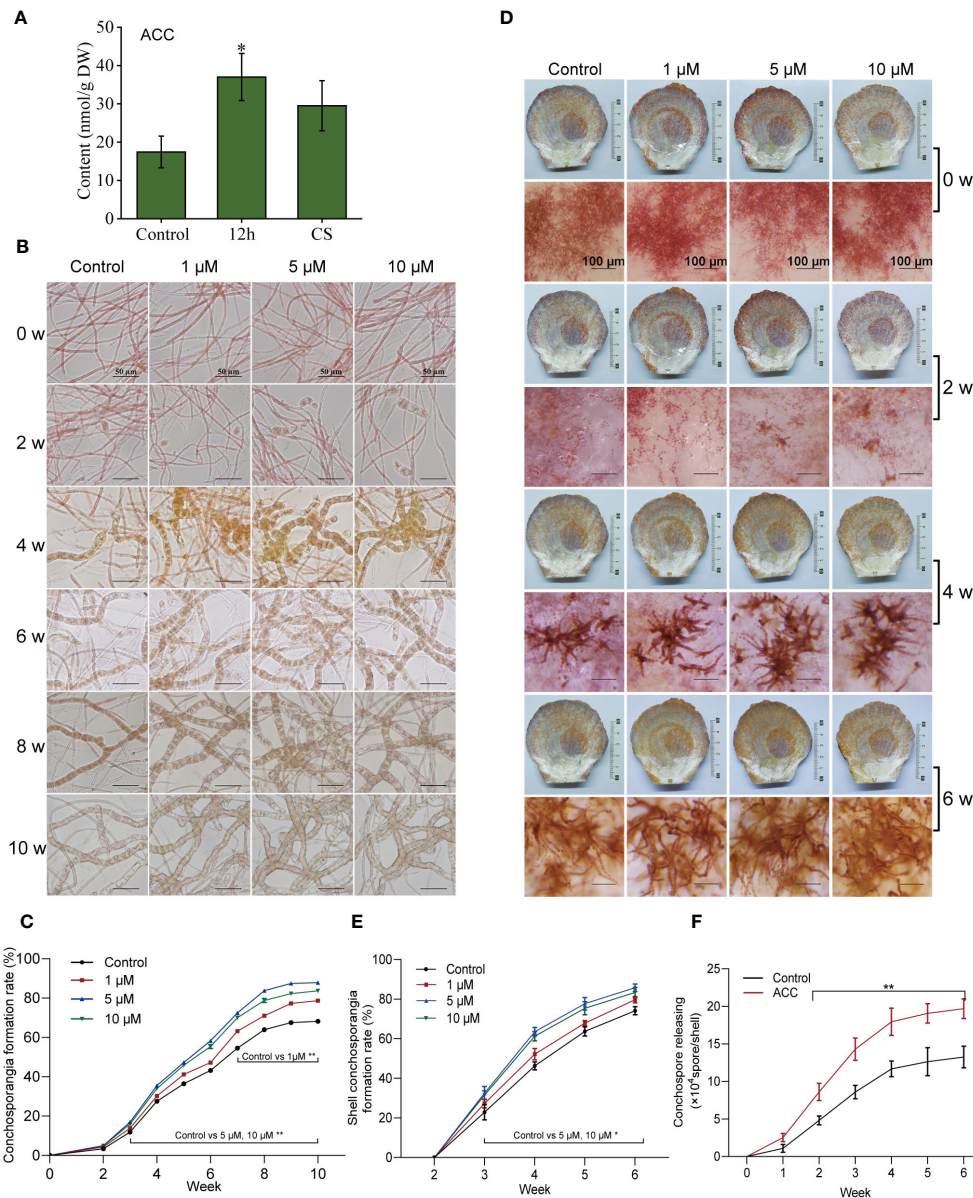 A
ACC
Content (nmol/g DW)
50
40
30
20
10
0
*
Control 12h CS
B
Control 1 μM 5 μM 10 μM
0 w
50 μm 50 μm 50 μm 50 μm
2 w
4 w
6 w
8 w
10 w
C
Conchosporangia formation rate (%)
100
80
60
40
20
0
Control
1 μM
5 μM
10 μM
Control vs 1μM **
Control vs 5 μM, 10 μM **
0 2 4 6 8 10
Week
D
Control 1 μM 5 μM 10 μM
0 w
100 μm 100 μm 100 μm 100 μm
2 w
4 w
6 w
E
Shell conchosporangia
formation rate (%)
100
80
60
40
20
0
Control
1 μM
5 μM
10 μM
Control vs 5 μM, 10 μM *
2 3 4 5 6
Week
F
Conchospore releasing
(×10⁴spore/shell)
25
20
15
10
5
0
Control
ACC
**
0 1 2 3 4 5 6
Week